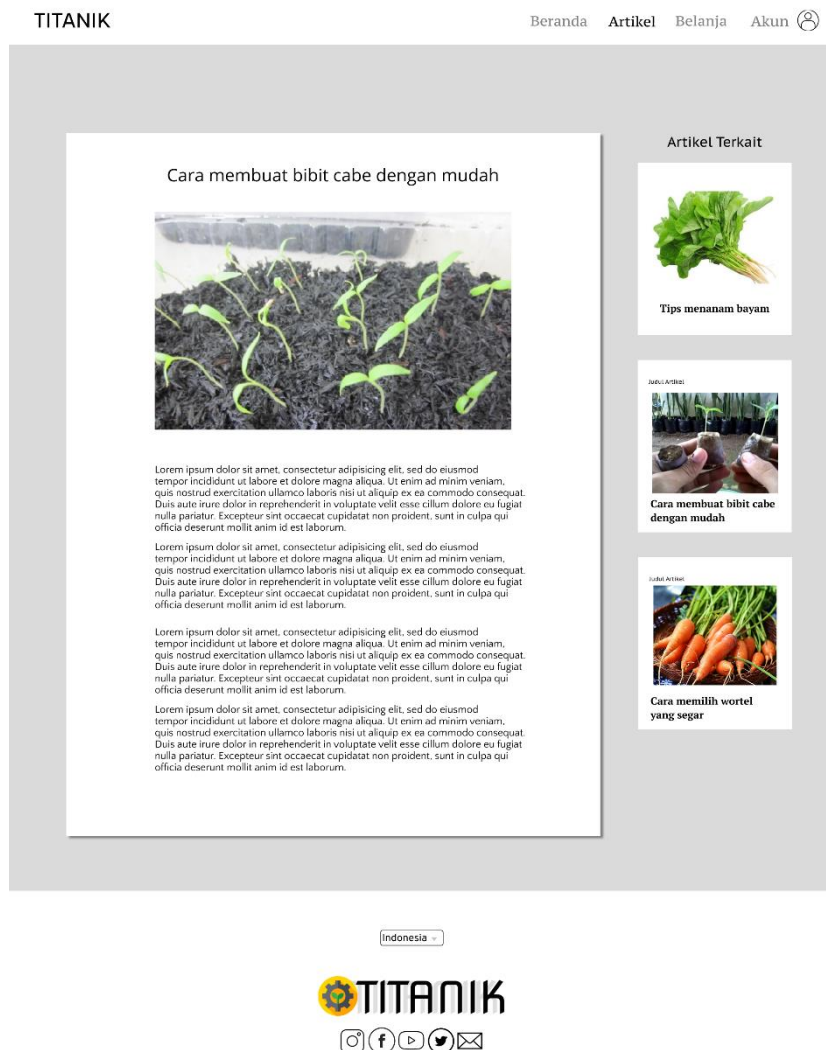 TITANIK
Beranda
Artikel
Belanja
Akun
Cara membuat bibit cabe dengan mudah
Lorem ipsum dolor sit amet, consectetur adipisicing elit, sed do eiusmod
tempor incididunt ut labore et dolore magna aliqua. Ut enim ad minim veniam,
quis nostrud exercitation ullamco laboris nisi ut aliquip ex ea commodo consequat.
Duis aute irure dolor in reprehenderit in voluptate velit esse cillum dolore eu fugiat
nulla pariatur. Excepteur sint occaecat cupidatat non proident, sunt in culpa qui
officia deserunt mollit anim id est laborum.
Lorem ipsum dolor sit amet, consectetur adipisicing elit, sed do eiusmod
tempor incididunt ut labore et dolore magna aliqua. Ut enim ad minim veniam,
quis nostrud exercitation ullamco laboris nisi ut aliquip ex ea commodo consequat.
Duis aute irure dolor in reprehenderit in voluptate velit esse cillum dolore eu fugiat
nulla pariatur. Excepteur sint occaecat cupidatat non proident, sunt in culpa qui
officia deserunt mollit anim id est laborum.
Lorem ipsum dolor sit amet, consectetur adipisicing elit, sed do eiusmod
tempor incididunt ut labore et dolore magna aliqua. Ut enim ad minim veniam,
quis nostrud exercitation ullamco laboris nisi ut aliquip ex ea commodo consequat.
Duis aute irure dolor in reprehenderit in voluptate velit esse cillum dolore eu fugiat
nulla pariatur. Excepteur sint occaecat cupidatat non proident, sunt in culpa qui
officia deserunt mollit anim id est laborum.
Lorem ipsum dolor sit amet, consectetur adipisicing elit, sed do eiusmod
tempor incididunt ut labore et dolore magna aliqua. Ut enim ad minim veniam,
quis nostrud exercitation ullamco laboris nisi ut aliquip ex ea commodo consequat.
Duis aute irure dolor in reprehenderit in voluptate velit esse cillum dolore eu fugiat
nulla pariatur. Excepteur sint occaecat cupidatat non proident, sunt in culpa qui
officia deserunt mollit anim id est laborum.
Artikel Terkait
Tips menanam bayam
Judul Artikel
Cara membuat bibit cabe
dengan mudah
Judul Artikel
Cara memilih wortel
yang segar
Indonesia
TITANIK